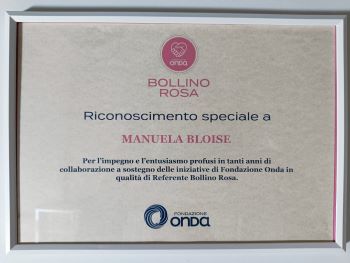 onda
BOLLINO
ROSA
Riconoscimento speciale a
MANUELA BLOISE
Per l'impegno e l'entusiasmo profusi in tanti anni di
collaborazione a sostegno delle iniziative di Fondazione Onda in
qualità di Referente Bollino Rosa.
FONDAZIONE
ONDA